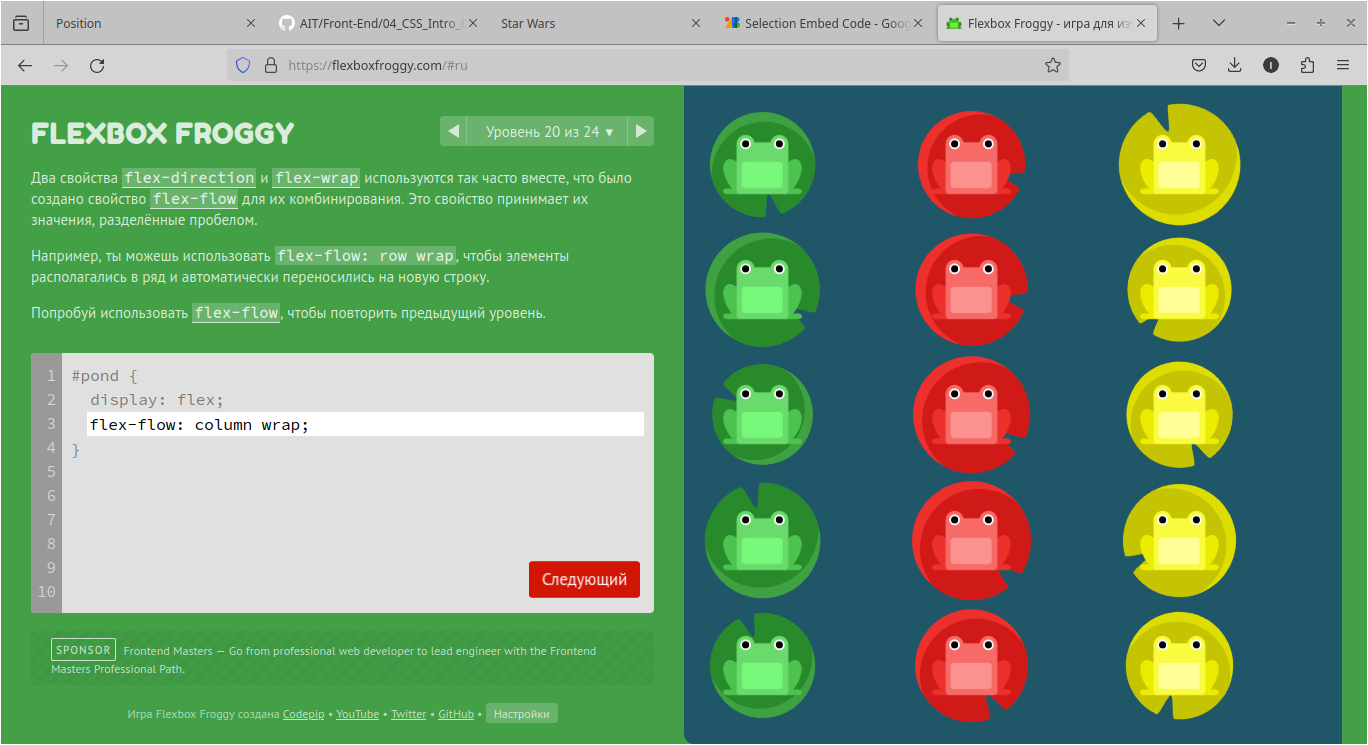 Position
AIT/Front-End/04_CSS_Intro_
Star Wars
Selection Embed Code - Goog
Flexbox Froggy - игра для из
https://flexboxfroggy.com/#ru
FLEXBOX FROGGY
Уровень 20 из 24 ▼
Два свойства flex-direction и flex-wrap используются так часто вместе, что было
создано свойство flex-flow для их комбинирования. Это свойство принимает их
значения, разделённые пробелом.
Например, ты можешь использовать flex-flow: row wrap, чтобы элементы
располагались в ряд и автоматически переносились на новую строку.
Попробуй использовать flex-flow, чтобы повторить предыдущий уровень.
1 #pond {
2 display: flex;
3 flex-flow: column wrap;
4 }
5
6
7
8
9
10
Следующий
SPONSOR Frontend Masters — Go from professional web developer to lead engineer with the Frontend
Masters Professional Path.
Игра Flexbox Froggy создана Codepip • YouTube • Twitter • GitHub • Настройки